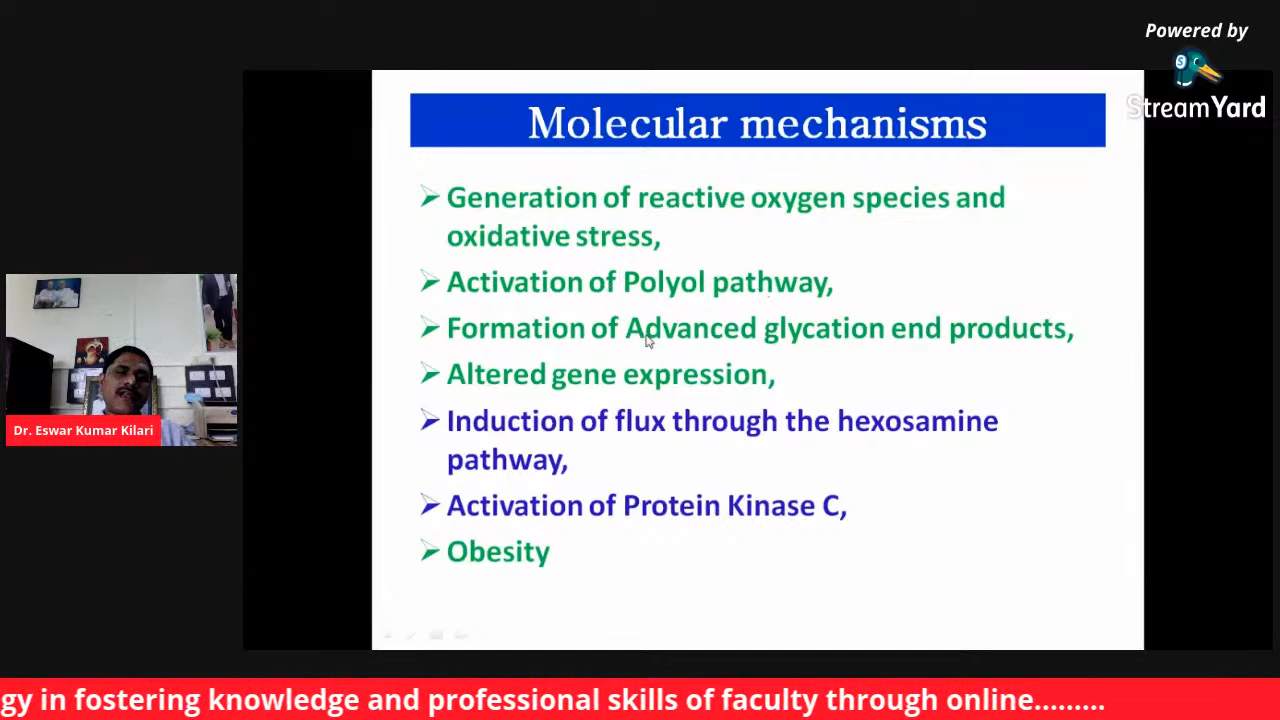 Powered by
StreamYard
Molecular mechanisms
Generation of reactive oxygen species and
oxidative stress,
Activation of Polyol pathway,
Formation of Advanced glycation end products,
Altered gene expression,
Induction of flux through the hexosamine
pathway,
Activation of Protein Kinase C,
Obesity
Dr. Eswar Kumar Kilari
gy in fostering knowledge and professional skills of faculty through online.........